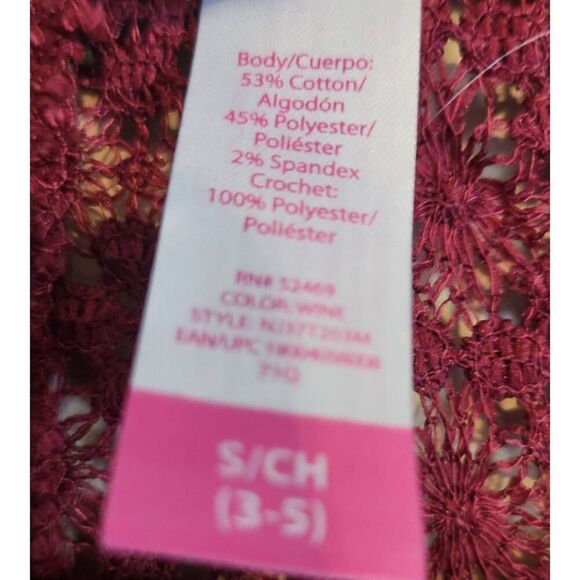 Body/Cuerpo:
53% Cotton/
Algodón
45% Polyester/
Poliéster
2% Spandex
Crochet:
100% Polyester/
Poliéster
RN# 52469
COLOR: WINE
STYLE:
EAN/UPC
S/CH
(3-5)